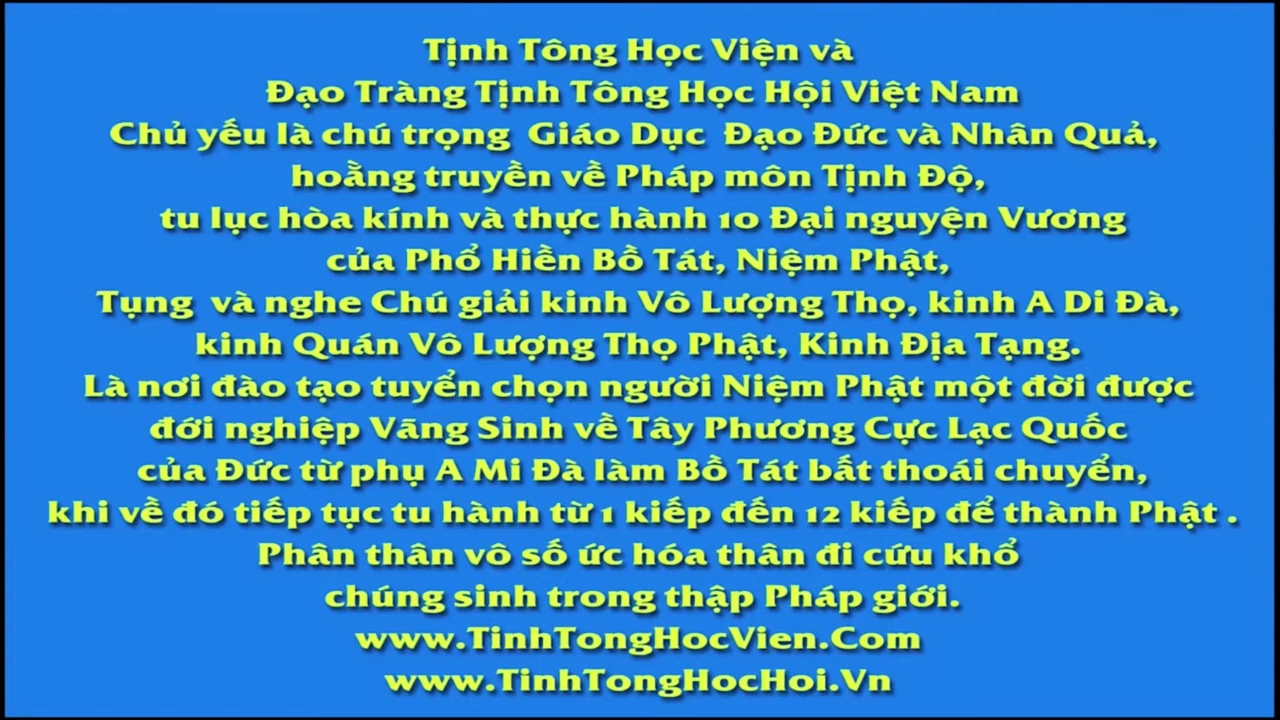 Tịnh Tông Học Viện và
Đạo Tràng Tịnh Tông Học Hội Việt Nam
Chủ yếu là chú trọng Giáo Dục Đạo Đức và Nhân Quả,
hoằng truyền về Pháp môn Tịnh Độ,
tu lục hòa kính và thực hành 10 Đại nguyện Vương
của Phổ Hiền Bồ Tát, Niệm Phật,
Tụng và nghe Chú giải kinh Vô Lượng Thọ, kinh A Di Đà,
kinh Quán Vô Lượng Thọ Phật, Kinh Địa Tạng.
Là nơi đào tạo tuyển chọn người Niệm Phật một đời được
đới nghiệp Vãng Sinh về Tây Phương Cực Lạc Quốc
của Đức từ phụ A Mi Đà làm Bồ Tát bất thoái chuyển,
khi về đó tiếp tục tu hành từ 1 kiếp đến 12 kiếp để thành Phật .
Phân thân vô số ức hóa thân đi cứu khổ
chúng sinh trong thập Pháp giới.
www.TinhTongHocVien.Com
www.TinhTongHocHoi.Vn